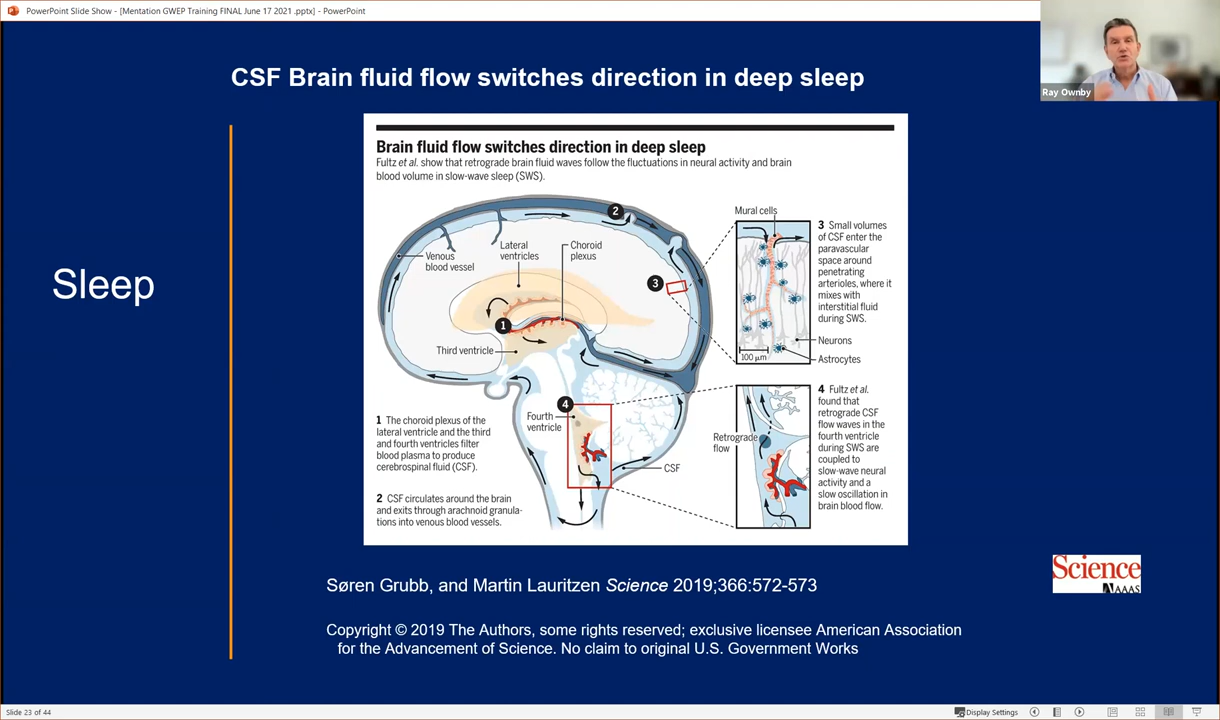 PowerPoint Slide Show - [Mentation GWEP Training FINAL June 17 2021 .pptx] - PowerPoint
Ray Ownby
CSF Brain fluid flow switches direction in deep sleep
Sleep
Brain fluid flow switches direction in deep sleep
Fultz et al. show that retrograde brain fluid waves follow the fluctuations in neural activity and brain
blood volume in slow-wave sleep (SWS).
2
Lateral
ventricles
Choroid
plexus
Venous
blood vessel
3
1
Third ventricle
4
Fourth
ventricle
CSF
Mural cells
100 μm
Neurons
Astrocytes
3 Small volumes
of CSF enter the
paravascular
space around
penetrating
arterioles, where it
mixes with
interstitial fluid
during SWS.
Retrograde
flow
4 Fultz et al.
found that
retrograde CSF
flow waves in the
fourth ventricle
during SWS are
coupled to
slow-wave neural
activity and a
slow oscillation in
brain blood flow.
1 The choroid plexus of the
lateral ventricle and the third
and fourth ventricles filter
blood plasma to produce
cerebrospinal fluid (CSF).
2 CSF circulates around the brain
and exits through arachnoid granula-
tions into venous blood vessels.
Søren Grubb, and Martin Lauritzen Science 2019;366:572-573
Science
AAAS
Copyright © 2019 The Authors, some rights reserved; exclusive licensee American Association
for the Advancement of Science. No claim to original U.S. Government Works
Slide 23 of 44
Display Settings